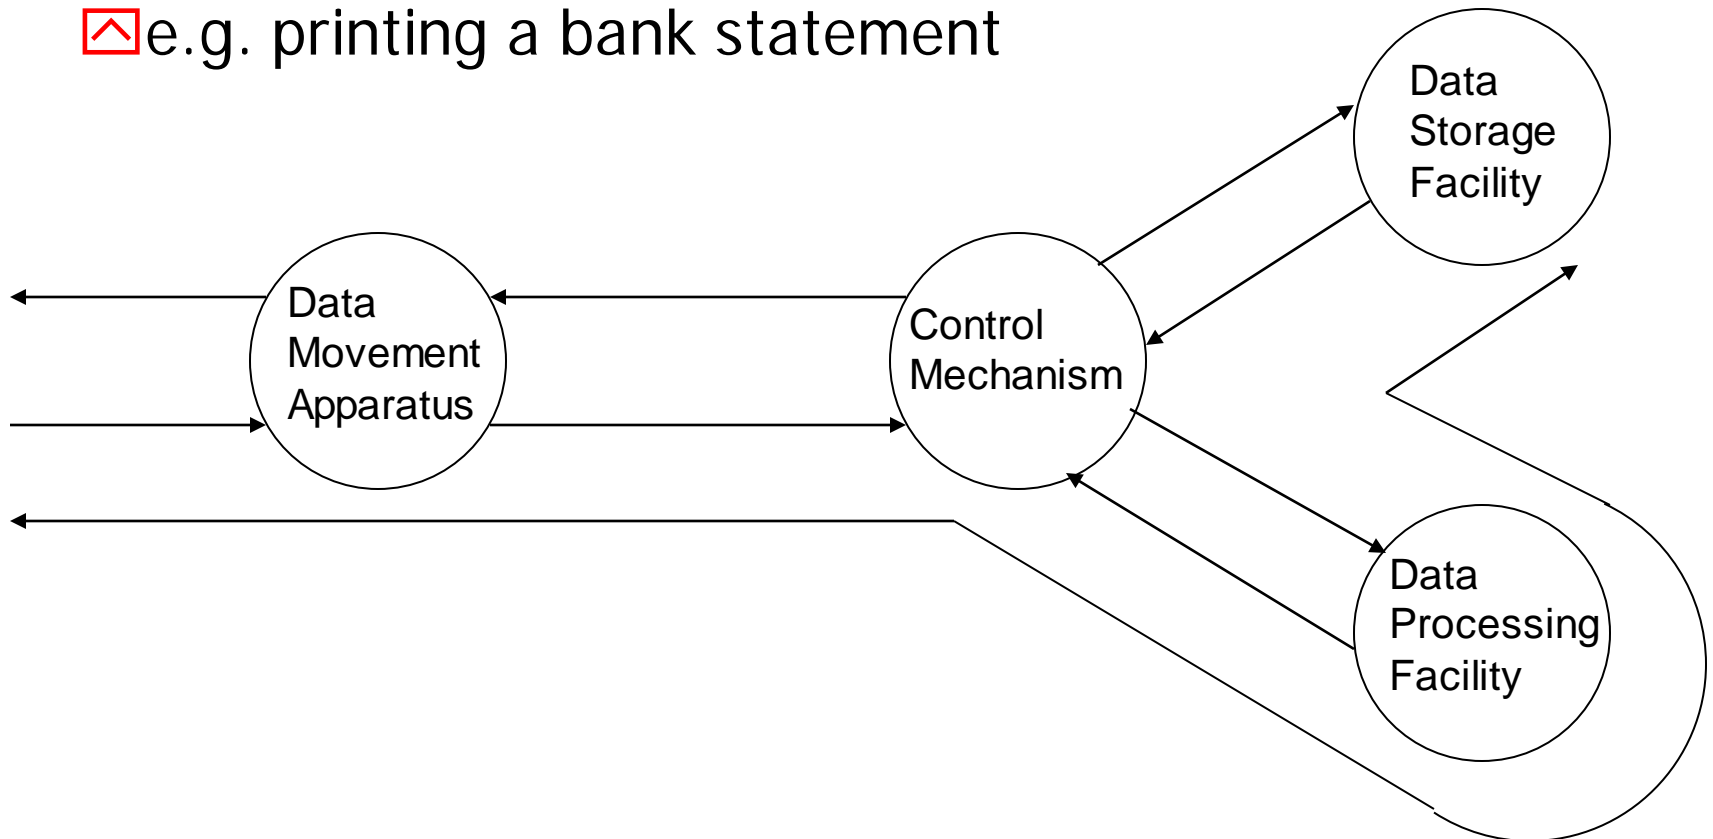 e.g. printing a bank statement
Data
Storage
Facility
Data
Movement
Apparatus
Control
Mechanism
Data
Processing
Facility